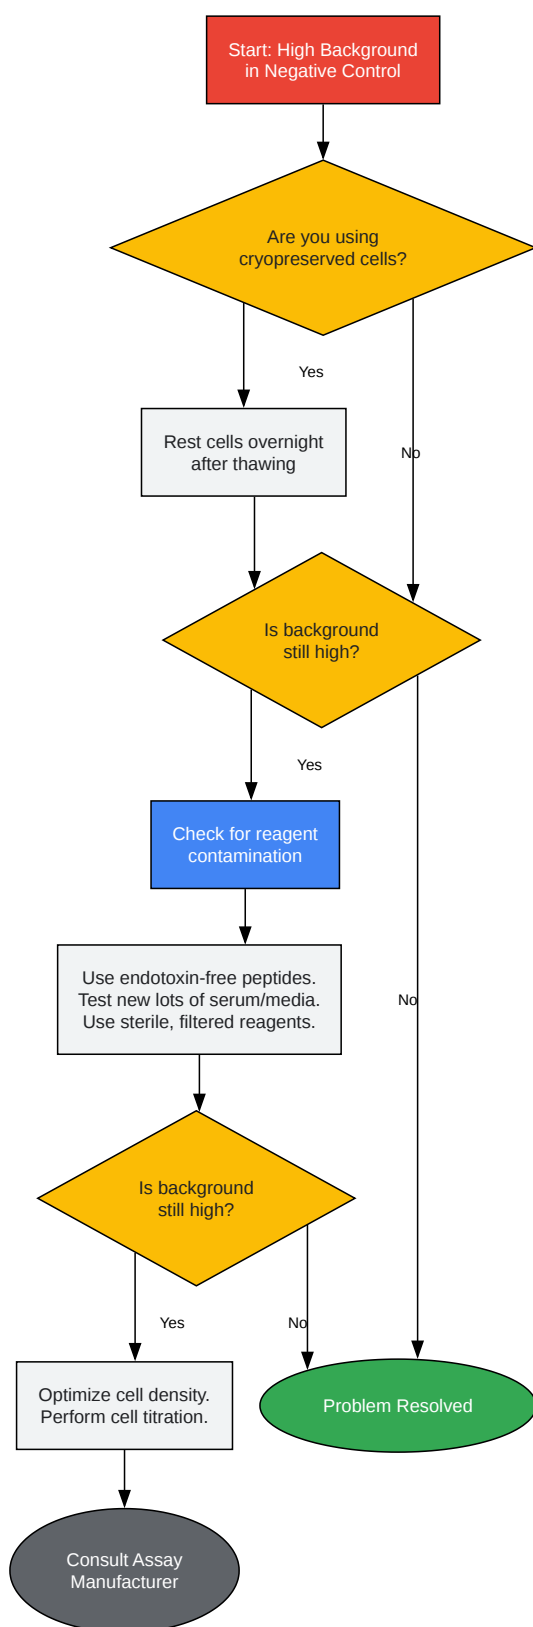 Start: High Background
in Negative Control
Are you using
cryopreserved cells?
Yes
Rest cells overnight
after thawing
No
Is background
still high?
Yes
Check for reagent
contamination
Use endotoxin-free peptides.
Test new lots of serum/media.
Use sterile, filtered reagents.
No
Is background
still high?
Yes
No
Optimize cell density.
Perform cell titration.
Problem Resolved
Consult Assay
Manufacturer